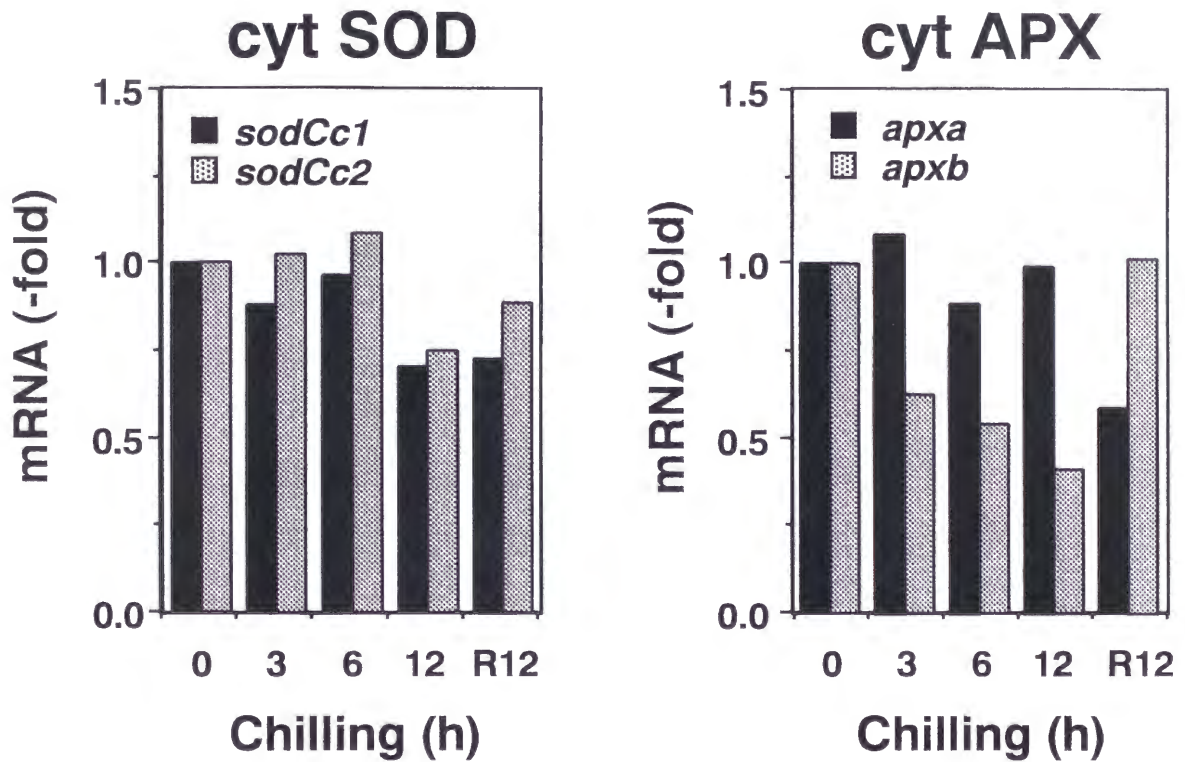 cyt SOD
1.5
1.0
0.5
0.0
mRNA (-fold)
sodCc1
sodCc2
0 3 6 12 R12
Chilling (h)
cyt APX
1.5
1.0
0.5
0.0
mRNA (-fold)
apxa
apxb
0 3 6 12 R12
Chilling (h)